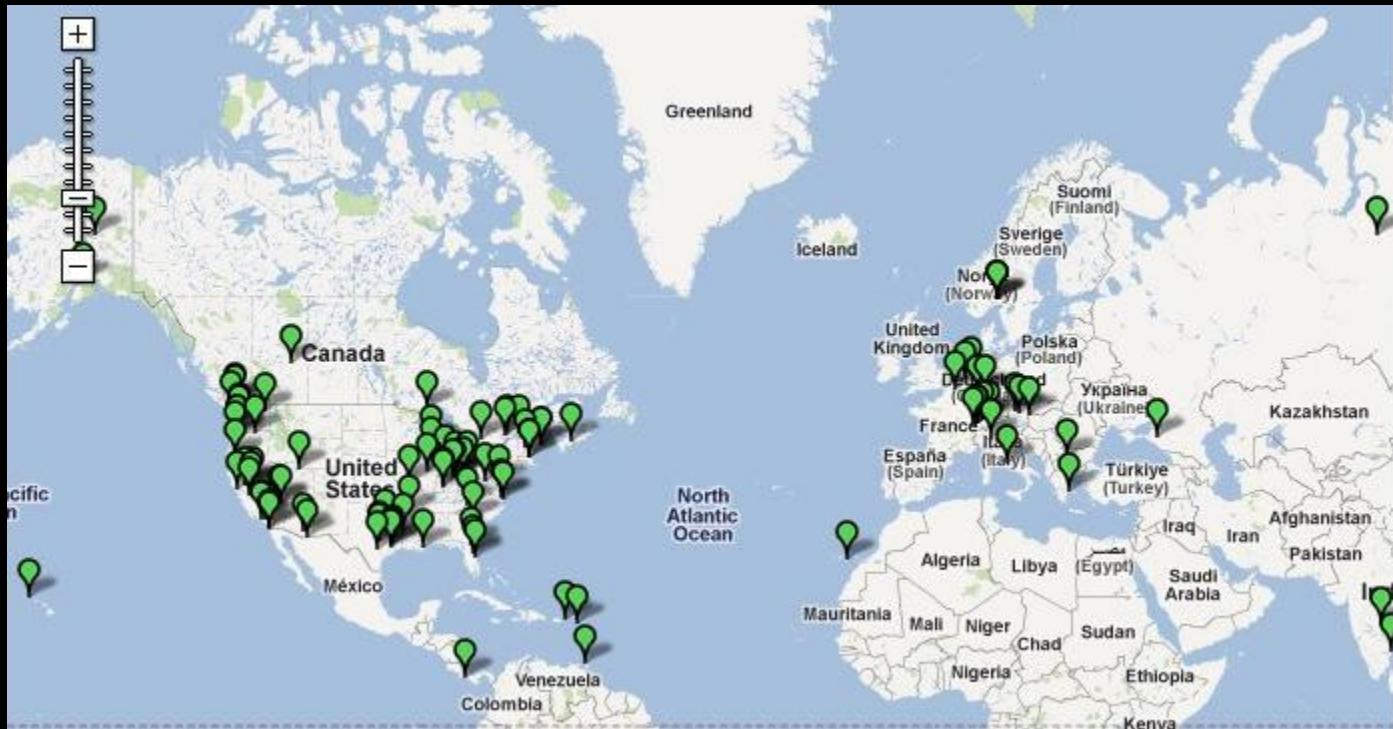 +
Greenland
Suomi
(Finland)
Sverige
(Sweden)
Iceland
(Norway)
United
Kingdom
Polska
(Poland)
Canada
Україна
(Ukraine)
Kazakhstan
France
(Italy)
España
(Spain)
Türkiye
(Turkey)
United
States
North
Atlantic
Ocean
Iraq
Iran
Afghanistan
Pakistan
Algeria
Libya
مصر
(Egypt)
Saudi
Arabia
México
Mauritania
Mali
Niger
Chad
Sudan
Nigeria
Ethiopia
Venezuela
Colombia
Kenya
−